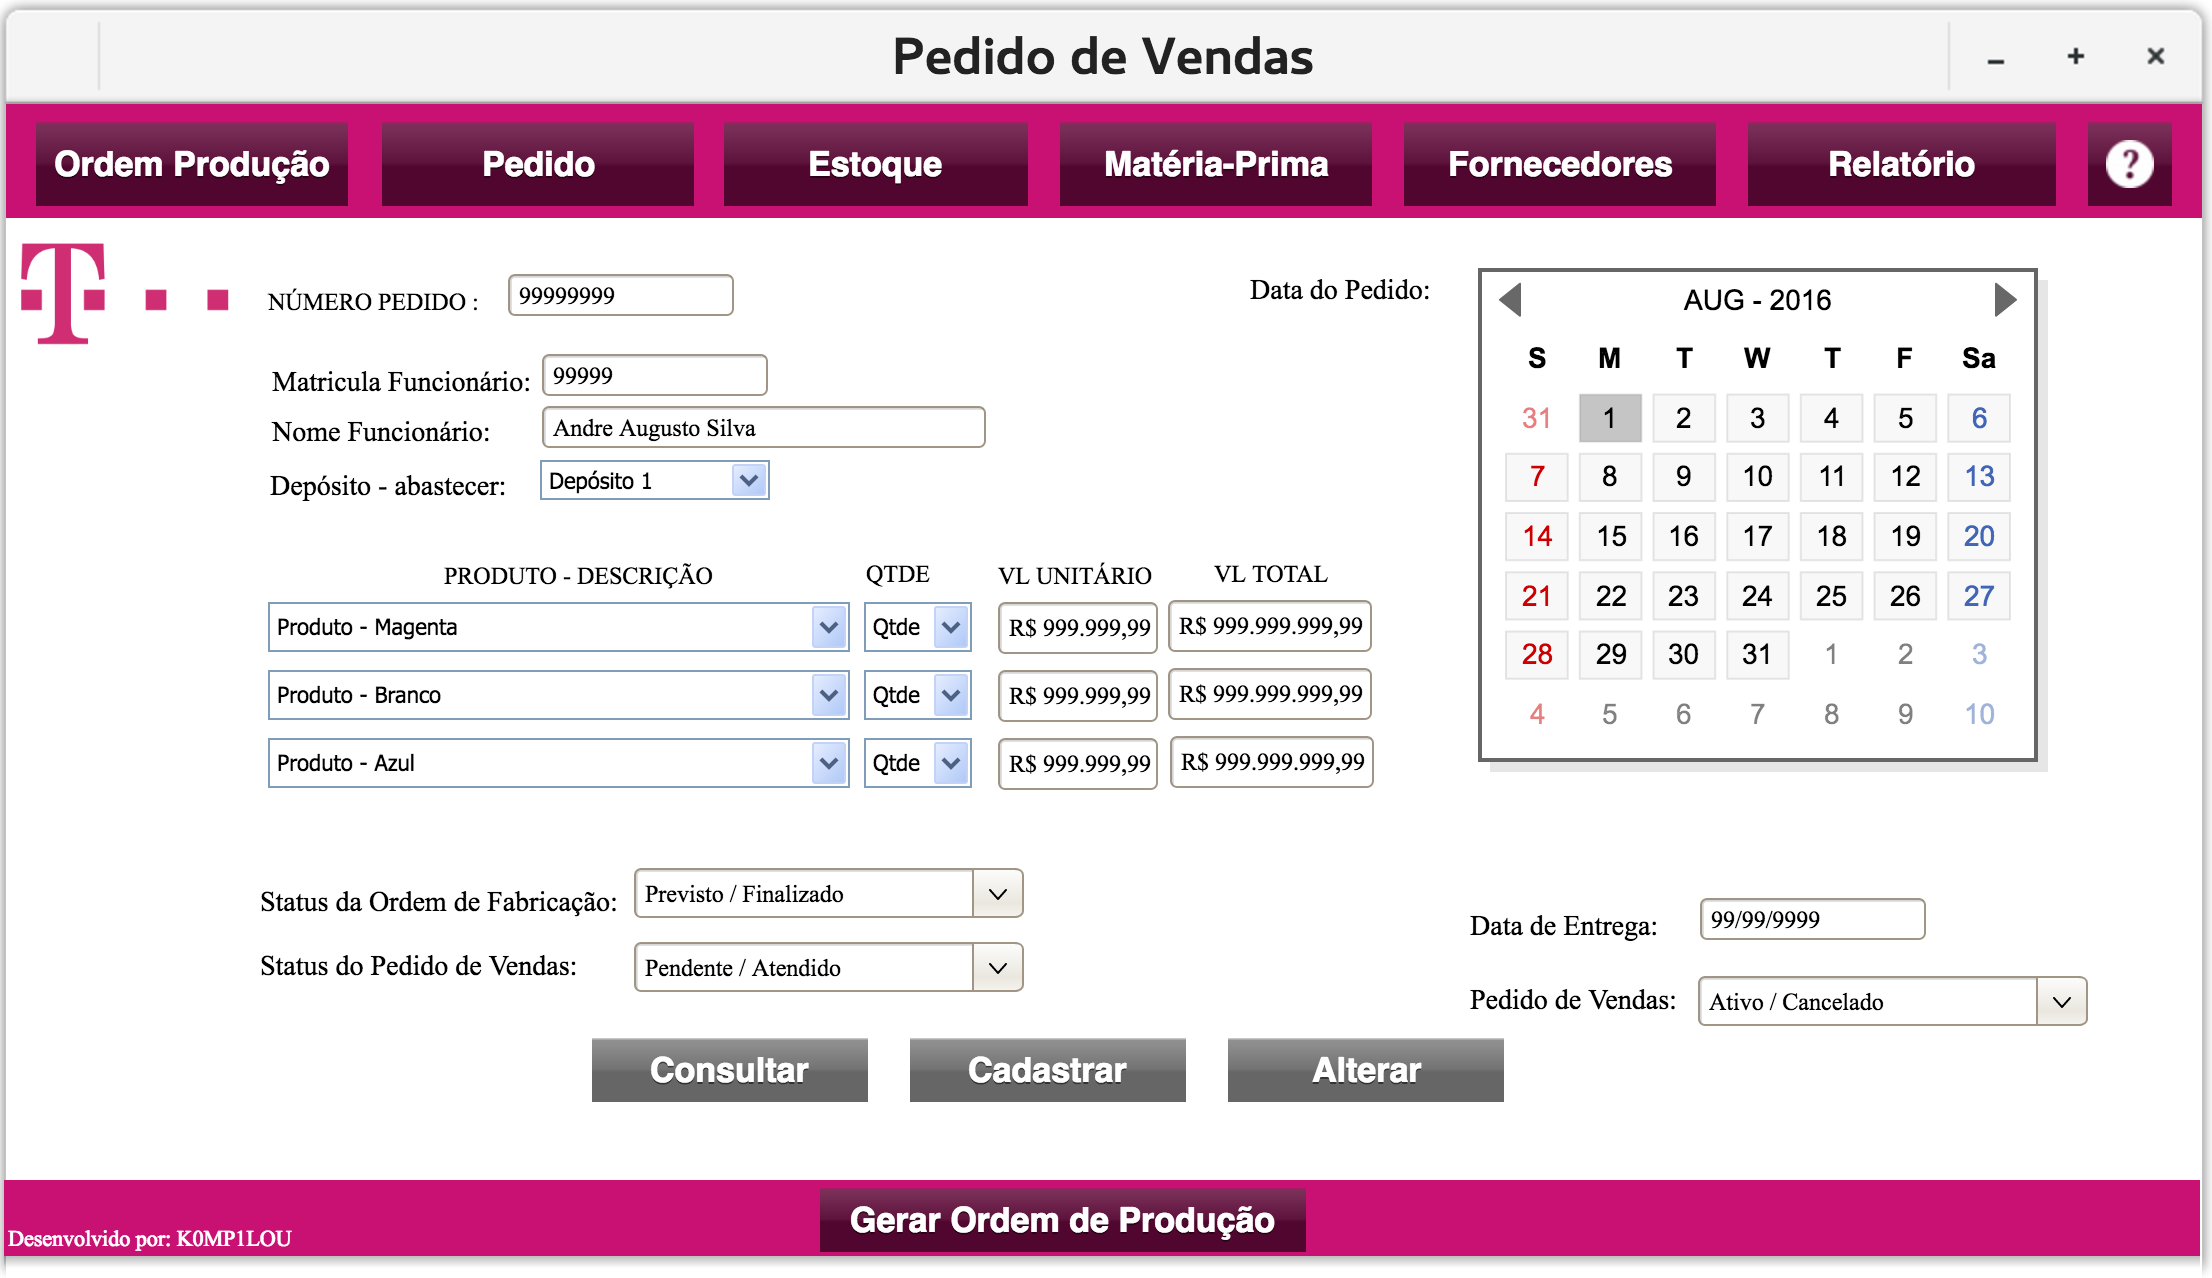 Pedido de Vendas
Ordem Produção Pedido Estoque Matéria-Prima Fornecedores Relatório ?
T
NÚMERO PEDIDO : 99999999
Matricula Funcionário: 99999
Nome Funcionário: Andre Augusto Silva
Depósito - abastecer: Depósito 1
Data do Pedido:
AUG - 2016
S M T W T F Sa
31 1 2 3 4 5 6
7 8 9 10 11 12 13
14 15 16 17 18 19 20
21 22 23 24 25 26 27
28 29 30 31 1 2 3
4 5 6 7 8 9 10
PRODUTO - DESCRIÇÃO QTDE VL UNITÁRIO VL TOTAL
Produto - Magenta Qtde R$ 999.999,99 R$ 999.999.999,99
Produto - Branco Qtde R$ 999.999,99 R$ 999.999.999,99
Produto - Azul Qtde R$ 999.999,99 R$ 999.999.999,99
Status da Ordem de Fabricação: Previsto / Finalizado
Status do Pedido de Vendas: Pendente / Atendido
Data de Entrega: 99/99/9999
Pedido de Vendas: Ativo / Cancelado
Consultar Cadastrar Alterar
Gerar Ordem de Produção
Desenvolvido por: K0MP1LOU